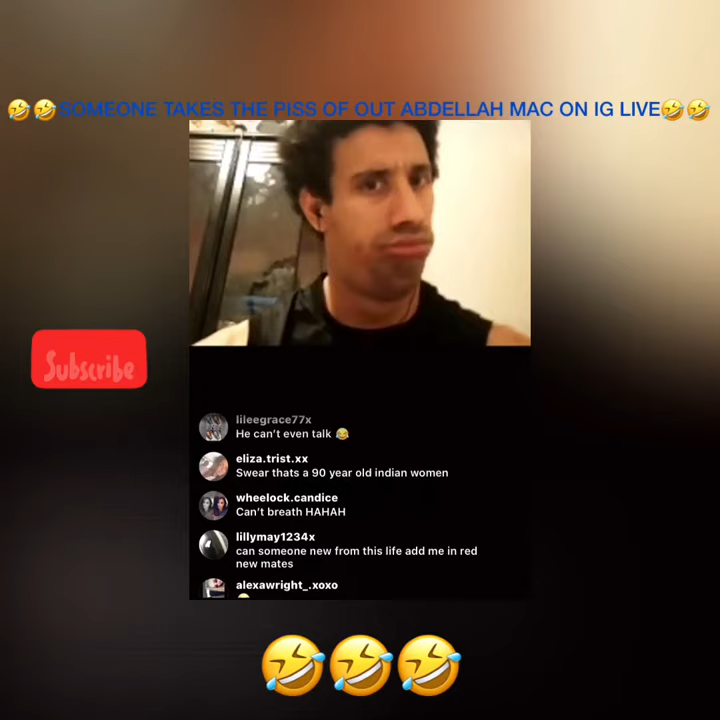 🤣🤣SOMEONE TAKES THE PISS OF OUT ABDELLAH MAC ON IG LIVE🤣🤣
Subscribe
lileegrace77x
He can't even talk 😂
eliza.trist.xx
Swear thats a 90 year old indian women
wheelock.candice
Can't breath HAHAH
lillymay1234x
can someone new from this life add me in red
new mates
alexawright_.xoxo